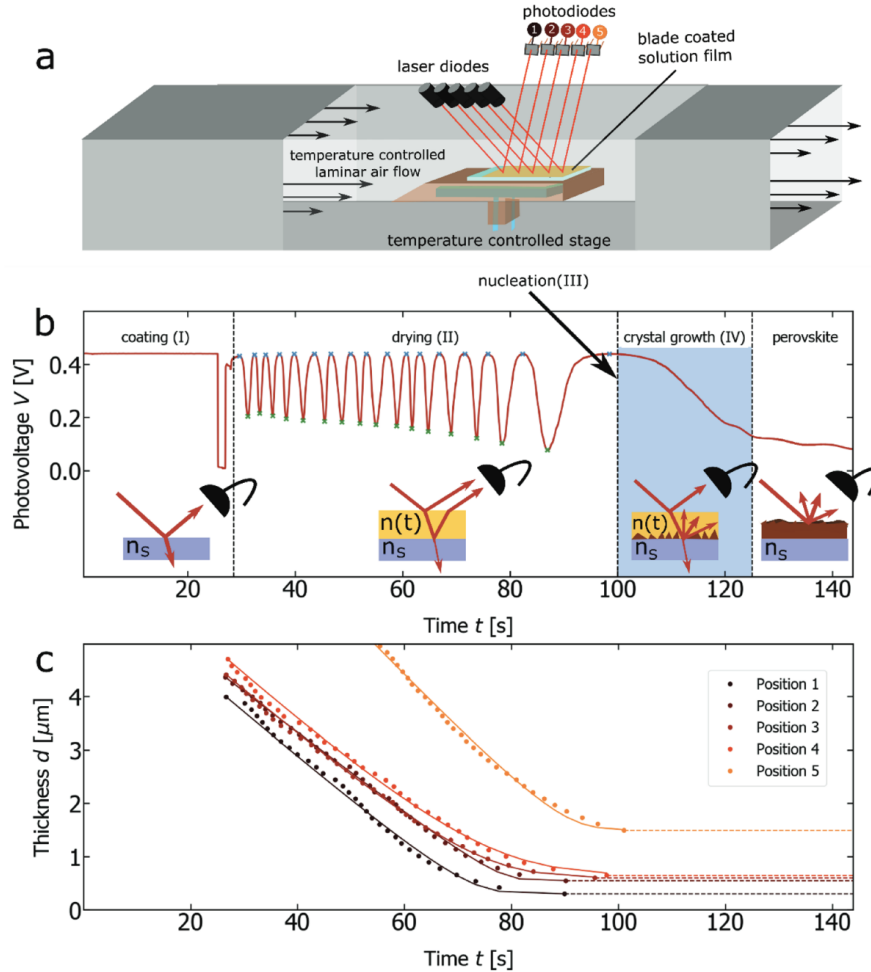 a
photodiodes
1 2 3 4 5
blade coated
solution film
laser diodes
temperature controlled
laminar air flow
temperature controlled stage
nucleation(III)
b
coating (I)
drying (II)
crystal growth (IV)
perovskite
Photovoltage V [V]
0.4
0.2
0.0
n(t)
n(t)
nS
nS
nS
20 40 60 80 100 120 140
Time t [s]
c
Thickness d [μm]
4
3
2
1
0
Position 1
Position 2
Position 3
Position 4
Position 5
20 40 60 80 100 120 140
Time t [s]